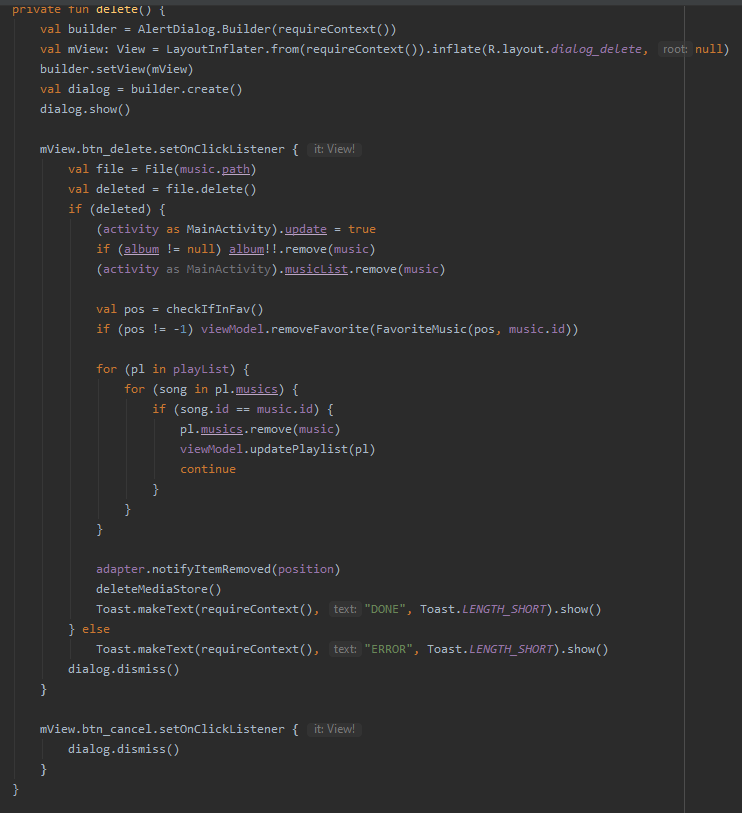 private fun delete() {
    val builder = AlertDialog.Builder(requireContext())
    val mView: View = LayoutInflater.from(requireContext()).inflate(R.layout.dialog_delete, root: null)
    builder.setView(mView)
    val dialog = builder.create()
    dialog.show()

    mView.btn_delete.setOnClickListener { it: View!
        val file = File(music.path)
        val deleted = file.delete()
        if (deleted) {
            (activity as MainActivity).update = true
            if (album != null) album!!.remove(music)
            (activity as MainActivity).musicList.remove(music)

            val pos = checkIfInFav()
            if (pos != -1) viewModel.removeFavorite(FavoriteMusic(pos, music.id))

            for (pl in playList) {
                for (song in pl.musics) {
                    if (song.id == music.id) {
                        pl.musics.remove(music)
                        viewModel.updatePlaylist(pl)
                        continue
                    }
                }
            }

            adapter.notifyItemRemoved(position)
            deleteMediaStore()
            Toast.makeText(requireContext(), text: "DONE", Toast.LENGTH_SHORT).show()
        } else
            Toast.makeText(requireContext(), text: "ERROR", Toast.LENGTH_SHORT).show()
        dialog.dismiss()
    }

    mView.btn_cancel.setOnClickListener { it: View!
        dialog.dismiss()
    }
}